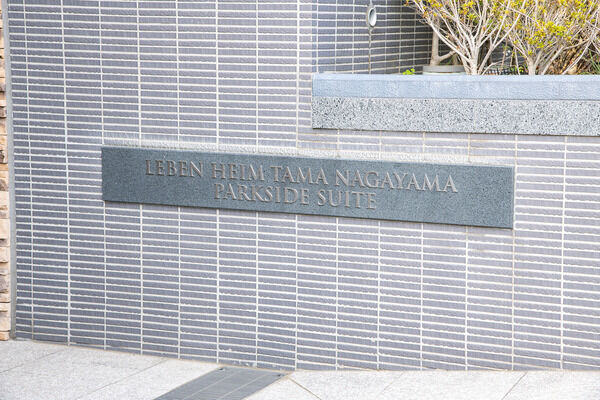 LEBEN HEIM TAMA NAGAYAMA
PARKSIDE SUITE